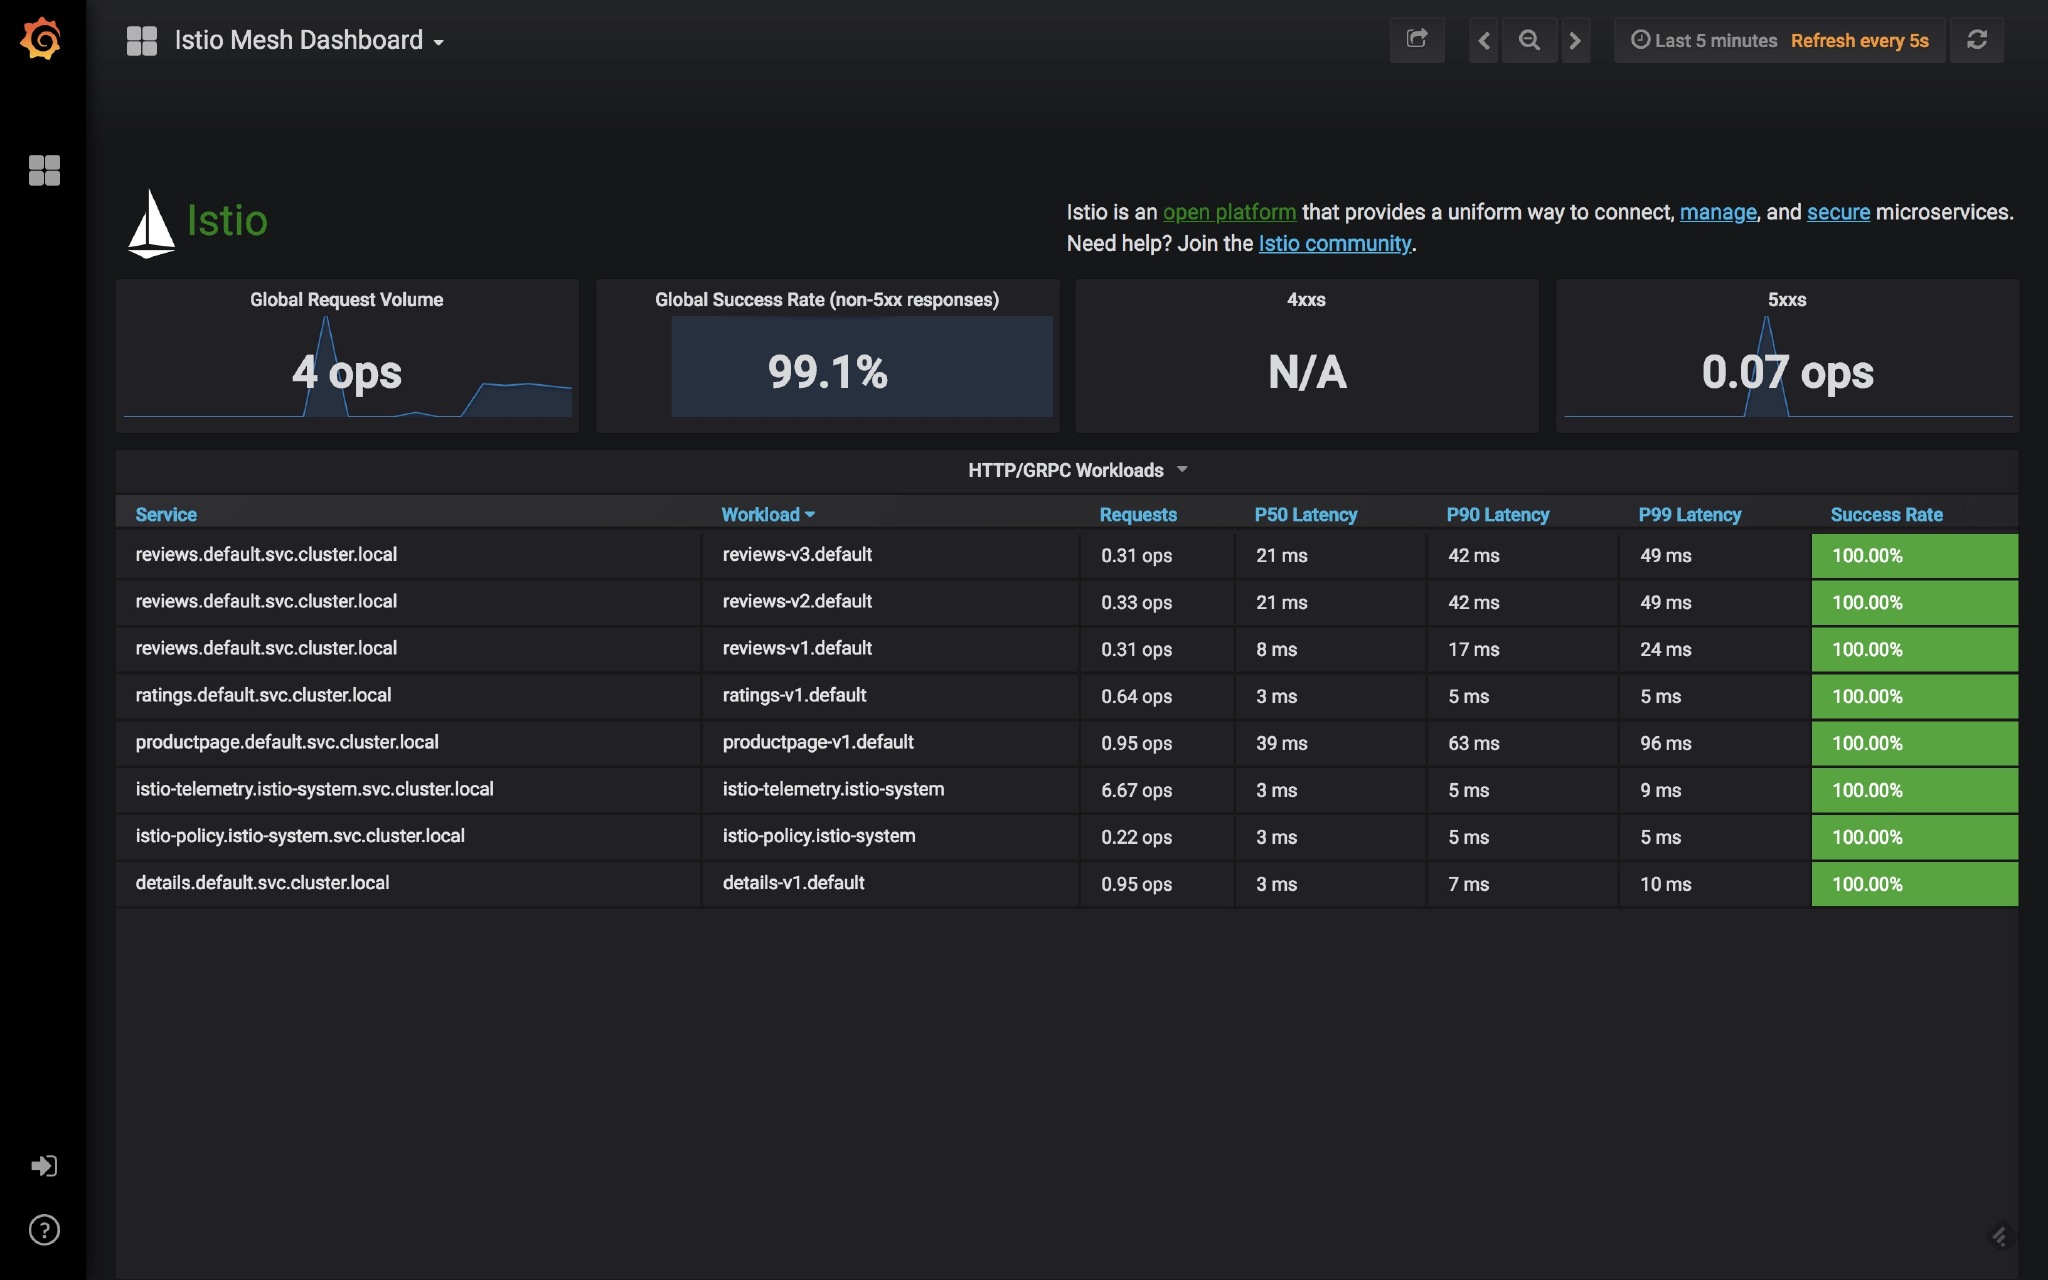 Istio Mesh Dashboard
Last 5 minutes Refresh every 5s
Istio
Istio is an open platform that provides a uniform way to connect, manage, and secure microservices.
Need help? Join the Istio community.
Global Request Volume
4 ops
Global Success Rate (non-5xx responses)
99.1%
4xxs
N/A
5xxs
0.07 ops
HTTP/GRPC Workloads
Service Workload Requests P50 Latency P90 Latency P99 Latency Success Rate
reviews.default.svc.cluster.local reviews-v3.default 0.31 ops 21 ms 42 ms 49 ms 100.00%
reviews.default.svc.cluster.local reviews-v2.default 0.33 ops 21 ms 42 ms 49 ms 100.00%
reviews.default.svc.cluster.local reviews-v1.default 0.31 ops 8 ms 17 ms 24 ms 100.00%
ratings.default.svc.cluster.local ratings-v1.default 0.64 ops 3 ms 5 ms 5 ms 100.00%
productpage.default.svc.cluster.local productpage-v1.default 0.95 ops 39 ms 63 ms 96 ms 100.00%
istio-telemetry.istio-system.svc.cluster.local istio-telemetry.istio-system 6.67 ops 3 ms 5 ms 9 ms 100.00%
istio-policy.istio-system.svc.cluster.local istio-policy.istio-system 0.22 ops 3 ms 5 ms 5 ms 100.00%
details.default.svc.cluster.local details-v1.default 0.95 ops 3 ms 7 ms 10 ms 100.00%